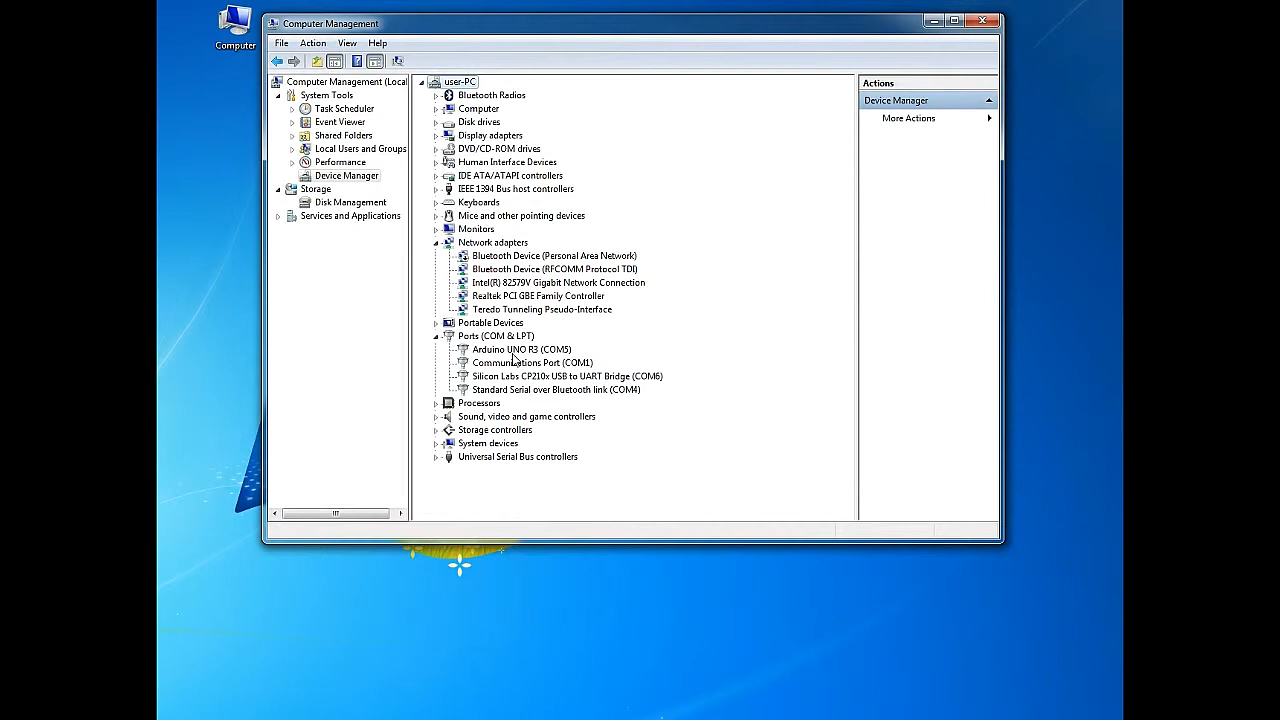 Computer
Computer Management
File Action View Help
Computer Management (Local
System Tools
Task Scheduler
Event Viewer
Shared Folders
Local Users and Groups
Performance
Device Manager
Storage
Disk Management
Services and Applications
user-PC
Bluetooth Radios
Computer
Disk drives
Display adapters
DVD/CD-ROM drives
Human Interface Devices
IDE ATA/ATAPI controllers
IEEE 1394 Bus host controllers
Keyboards
Mice and other pointing devices
Monitors
Network adapters
Bluetooth Device (Personal Area Network)
Bluetooth Device (RFCOMM Protocol TDI)
Intel(R) 82579V Gigabit Network Connection
Realtek PCI GBE Family Controller
Teredo Tunneling Pseudo-Interface
Portable Devices
Ports (COM & LPT)
Arduino UNO R3 (COM5)
Communications Port (COM1)
Silicon Labs CP210x USB to UART Bridge (COM6)
Standard Serial over Bluetooth link (COM4)
Processors
Sound, video and game controllers
Storage controllers
System devices
Universal Serial Bus controllers
Actions
Device Manager
More Actions